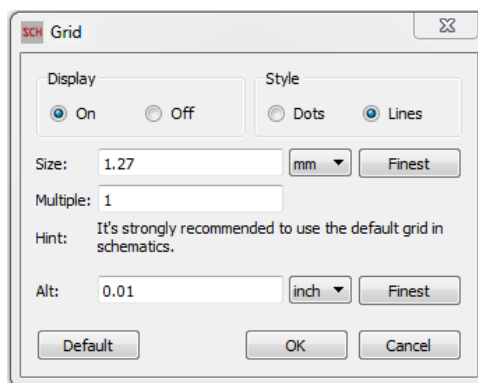 SCH Grid
Display Style
On Off Dots Lines
Size: 1.27 mm Finest
Multiple: 1
Hint: It's strongly recommended to use the default grid in
schematics.
Alt: 0.01 inch Finest
Default OK Cancel